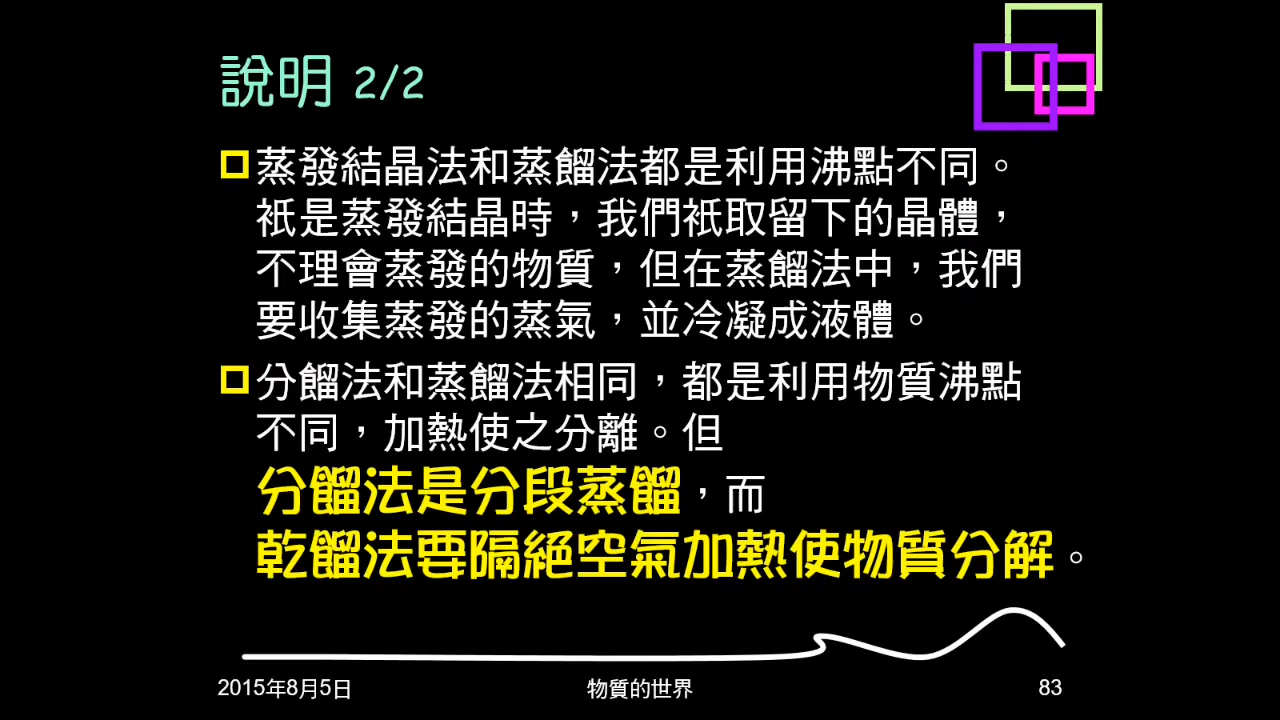 說明 2/2
蒸發結晶法和蒸餾法都是利用沸點不同。
衹是蒸發結晶時，我們衹取留下的晶體，
不理會蒸發的物質，但在蒸餾法中，我們
要收集蒸發的蒸氣，並冷凝成液體。
分餾法和蒸餾法相同，都是利用物質沸點
不同，加熱使之分離。但
分餾法是分段蒸餾，而
乾餾法要隔絕空氣加熱使物質分解。
2015年8月5日
物質的世界
83